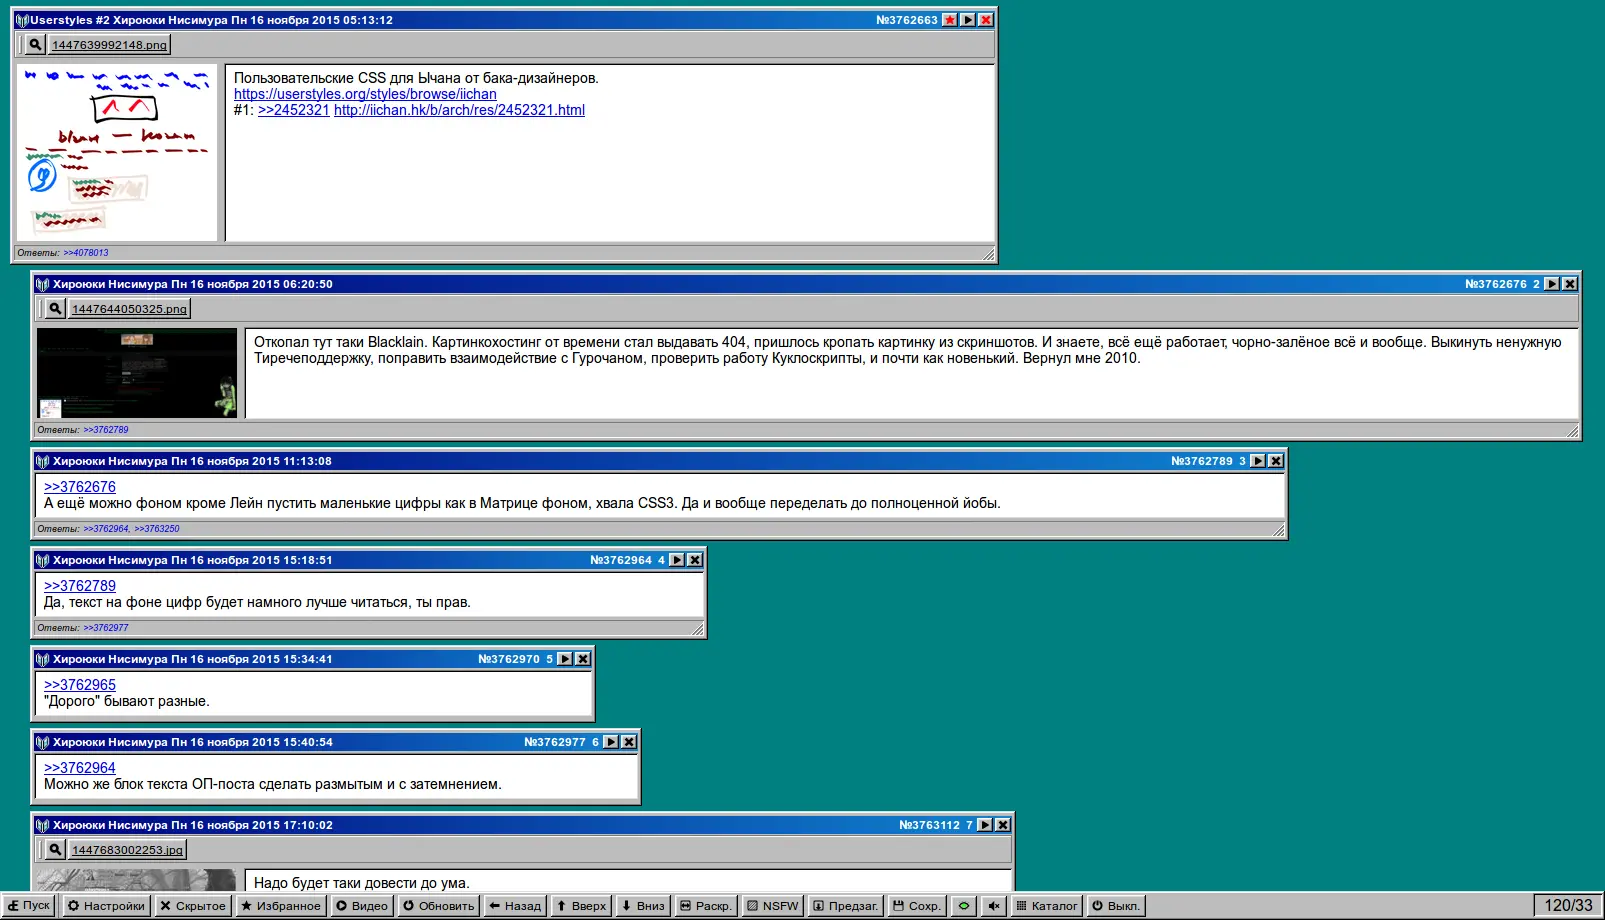 Userstyles #2 Хироюки Нисимура Пн 16 ноября 2015 05:13:12 №3762663
1447639992148.png
Пользовательские CSS для Ычана от бака-дизайнеров.
https://userstyles.org/styles/browse/iichan
#1: >>2452321 http://iichan.hk/b/arch/res/2452321.html
Ответы: >>4078013
Хироюки Нисимура Пн 16 ноября 2015 06:20:50 №3762676 2
1447644050325.png
Откопал тут таки Blacklain. Картинкохостинг от времени стал выдавать 404, пришлось кропать картинку из скриншотов. И знаете, всё ещё работает, чорно-залёное всё и вообще. Выкинуть ненужную
Тиречеподдержку, поправить взаимодействие с Гурочаном, проверить работу Куклоскрипты, и почти как новенький. Вернул мне 2010.
Ответы: >>3762789
Хироюки Нисимура Пн 16 ноября 2015 11:13:08 №3762789 3
>>3762676
А ещё можно фоном кроме Лейн пустить маленькие цифры как в Матрице фоном, хвала CSS3. Да и вообще переделать до полноценной йобы.
Ответы: >>3762964, >>3763250
Хироюки Нисимура Пн 16 ноября 2015 15:18:51 №3762964 4
>>3762789
Да, текст на фоне цифр будет намного лучше читаться, ты прав.
Ответы: >>3762977
Хироюки Нисимура Пн 16 ноября 2015 15:34:41 №3762970 5
>>3762965
"Дорого" бывают разные.
Хироюки Нисимура Пн 16 ноября 2015 15:40:54 №3762977 6
>>3762964
Можно же блок текста ОП-поста сделать размытым и с затемнением.
Хироюки Нисимура Пн 16 ноября 2015 17:10:02 №3763112 7
1447683002253.jpg
Надо будет таки довести до ума.
Пуск Настройки Скрытое Избранное Видео Обновить Назад Вверх Вниз Раскр. NSFW Предзаг. Сохр. Каталог Выкл. 120/33